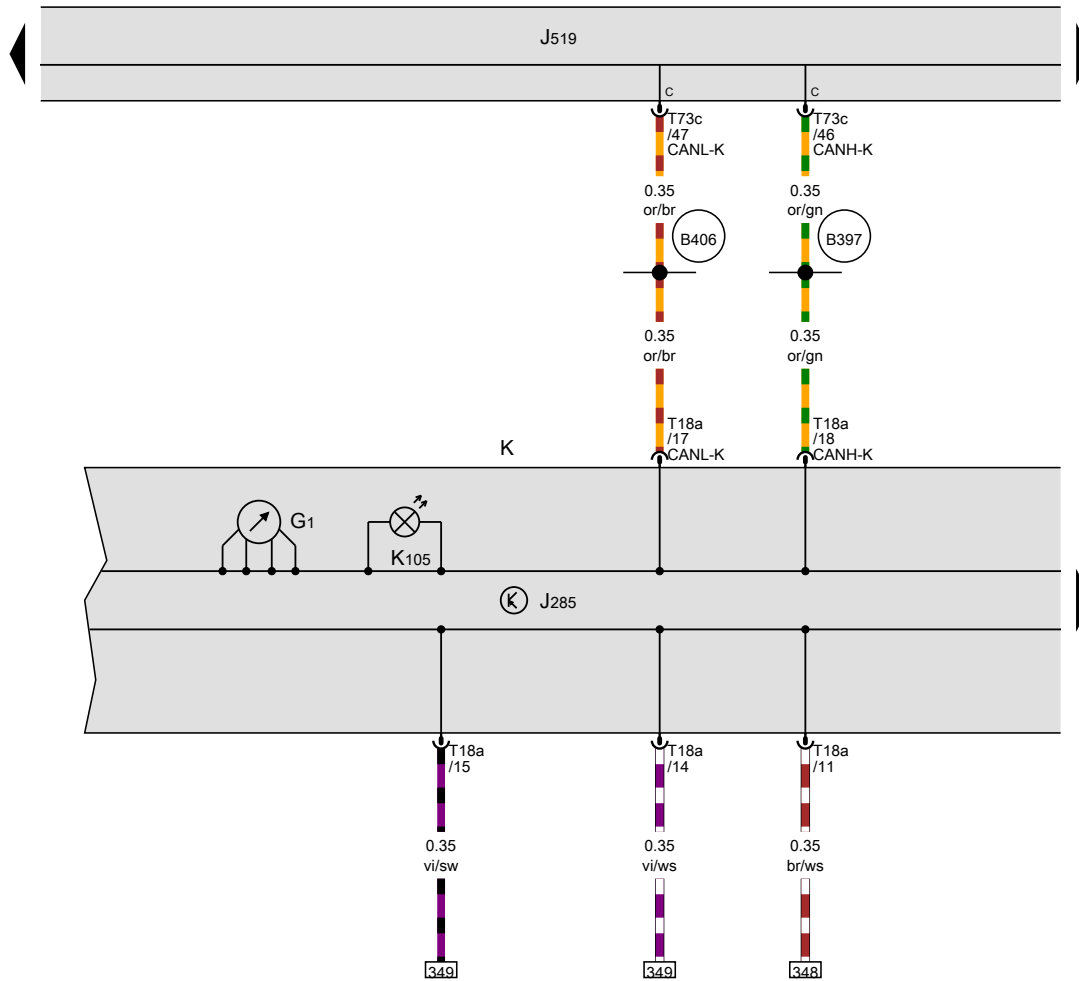 J519
c
c
T73c
/47
CANL-K
T73c
/46
CANH-K
0.35
or/br
0.35
or/gn
B406
B397
0.35
or/br
0.35
or/gn
T18a
/17
CANL-K
T18a
/18
CANH-K
K
G1
K105
J285
T18a
/15
T18a
/14
T18a
/11
0.35
vi/sw
0.35
vi/ws
0.35
br/ws
349
349
348